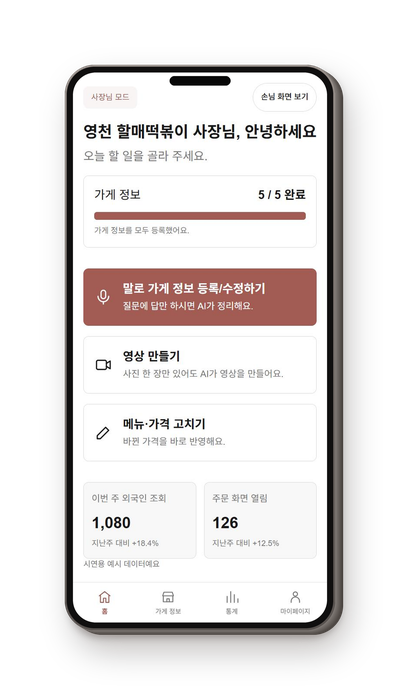 사장님 모드
손님 화면 보기
영천 할매떡볶이 사장님, 안녕하세요
오늘 할 일을 골라 주세요.
가게 정보
5 / 5 완료
가게 정보를 모두 등록했어요.
말로 가게 정보 등록/수정하기
질문에 답만 하시면 AI가 정리해요.
영상 만들기
사진 한 장만 있어도 AI가 영상을 만들어요.
메뉴·가격 고치기
바뀐 가격을 바로 반영해요.
이번 주 외국인 조회
1,080
지난주 대비 +18.4%
주문 화면 열림
126
지난주 대비 +12.5%
시연용 예시 데이터예요
홈
가게 정보
통계
마이페이지